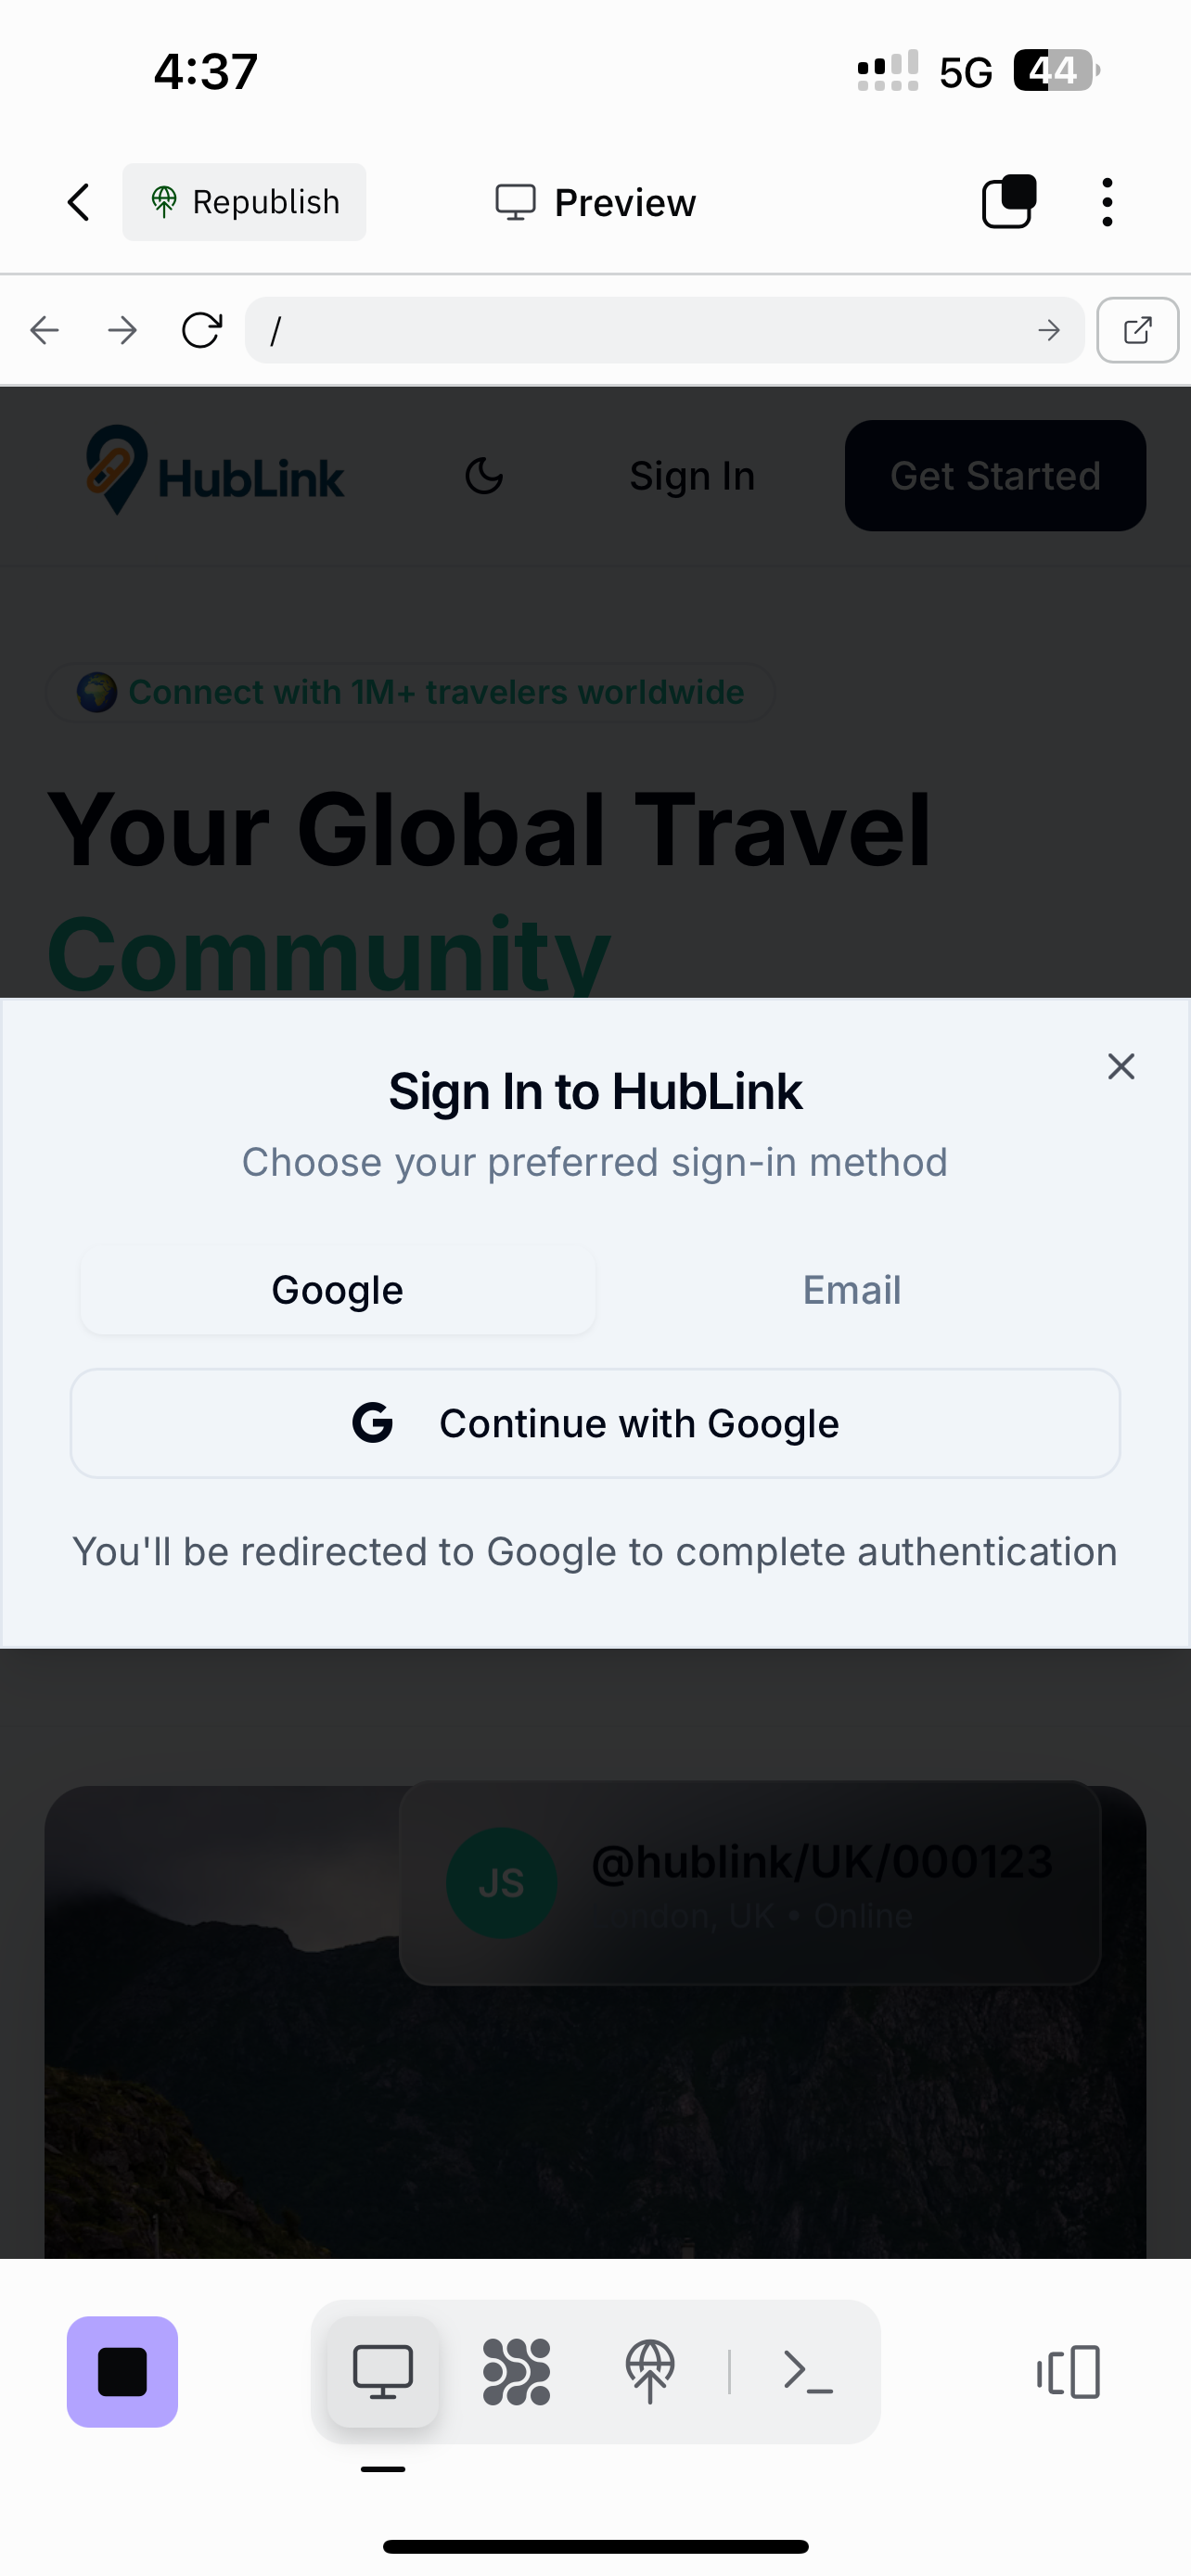 4:37
5G
44
Republish
Preview
/
HubLink
Sign In
Get Started
Connect with 1M+ travelers worldwide
Your Global Travel
Community
Sign In to HubLink
Choose your preferred sign-in method
Google
Email
Continue with Google
You'll be redirected to Google to complete authentication
JS
@hublink/UK/000123
UK • Online